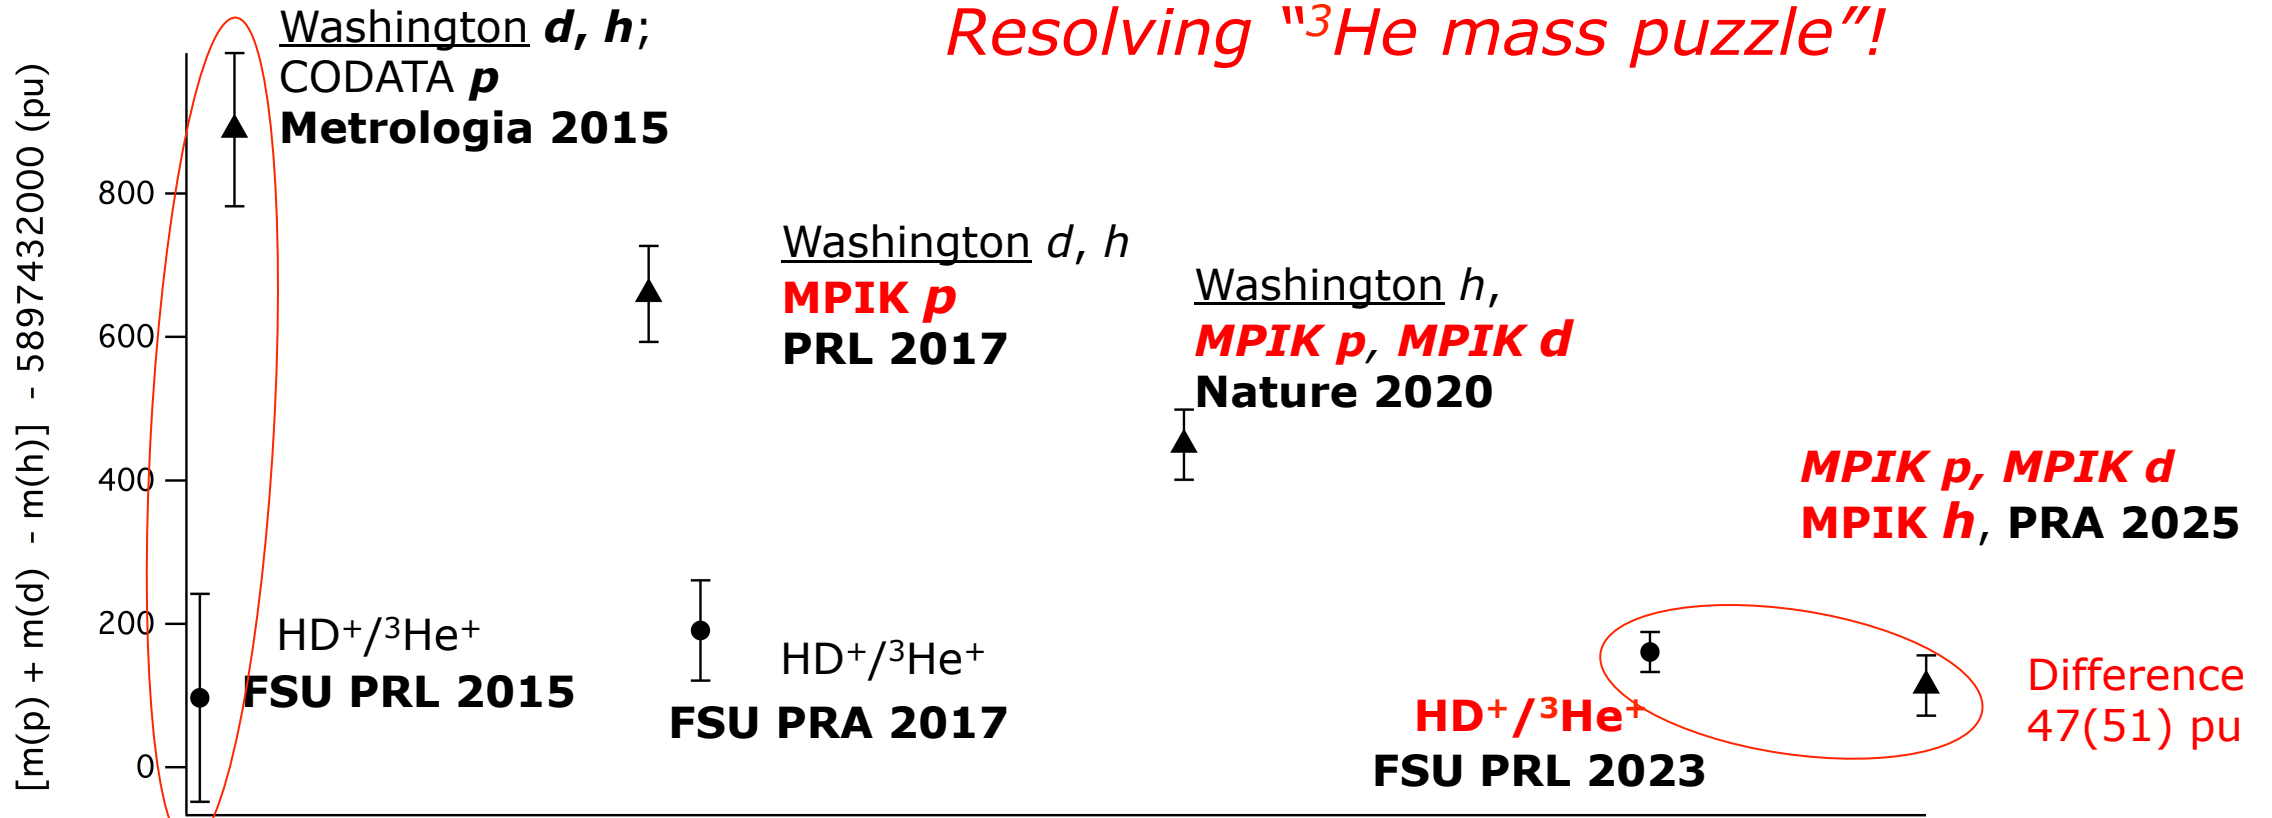 Resolving “³He mass puzzle”!
Washington d, h;
CODATA p
Metrologia 2015
[m(p) + m(d) - m(h)] - 5897432000 (pu)
800
600
400
200
0
Washington d, h
MPIK p
PRL 2017
Washington h,
MPIK p, MPIK d
Nature 2020
MPIK p, MPIK d
MPIK h, PRA 2025
HD⁺/³He⁺
FSU PRL 2015
HD⁺/³He⁺
FSU PRA 2017
HD⁺/³He⁺
FSU PRL 2023
Difference
47(51) pu